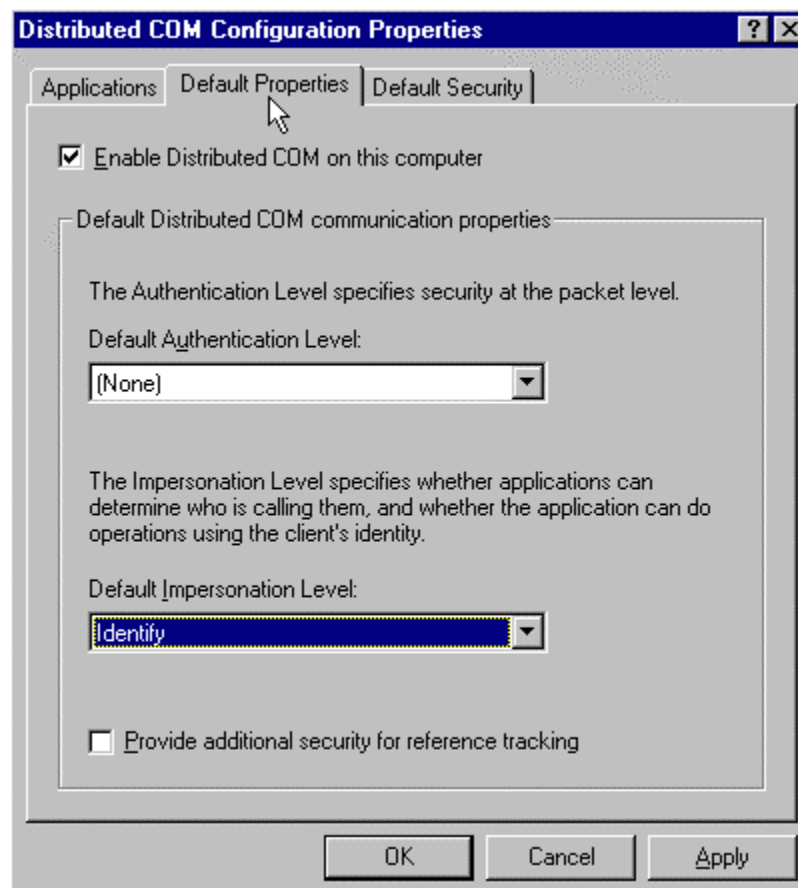 Distributed COM Configuration Properties
Applications
Default Properties
Default Security
Enable Distributed COM on this computer
Default Distributed COM communication properties
The Authentication Level specifies security at the packet level.
Default Authentication Level:
(None)
The Impersonation Level specifies whether applications can
determine who is calling them, and whether the application can do
operations using the client's identity.
Default Impersonation Level:
Identify
Provide additional security for reference tracking
OK
Cancel
Apply